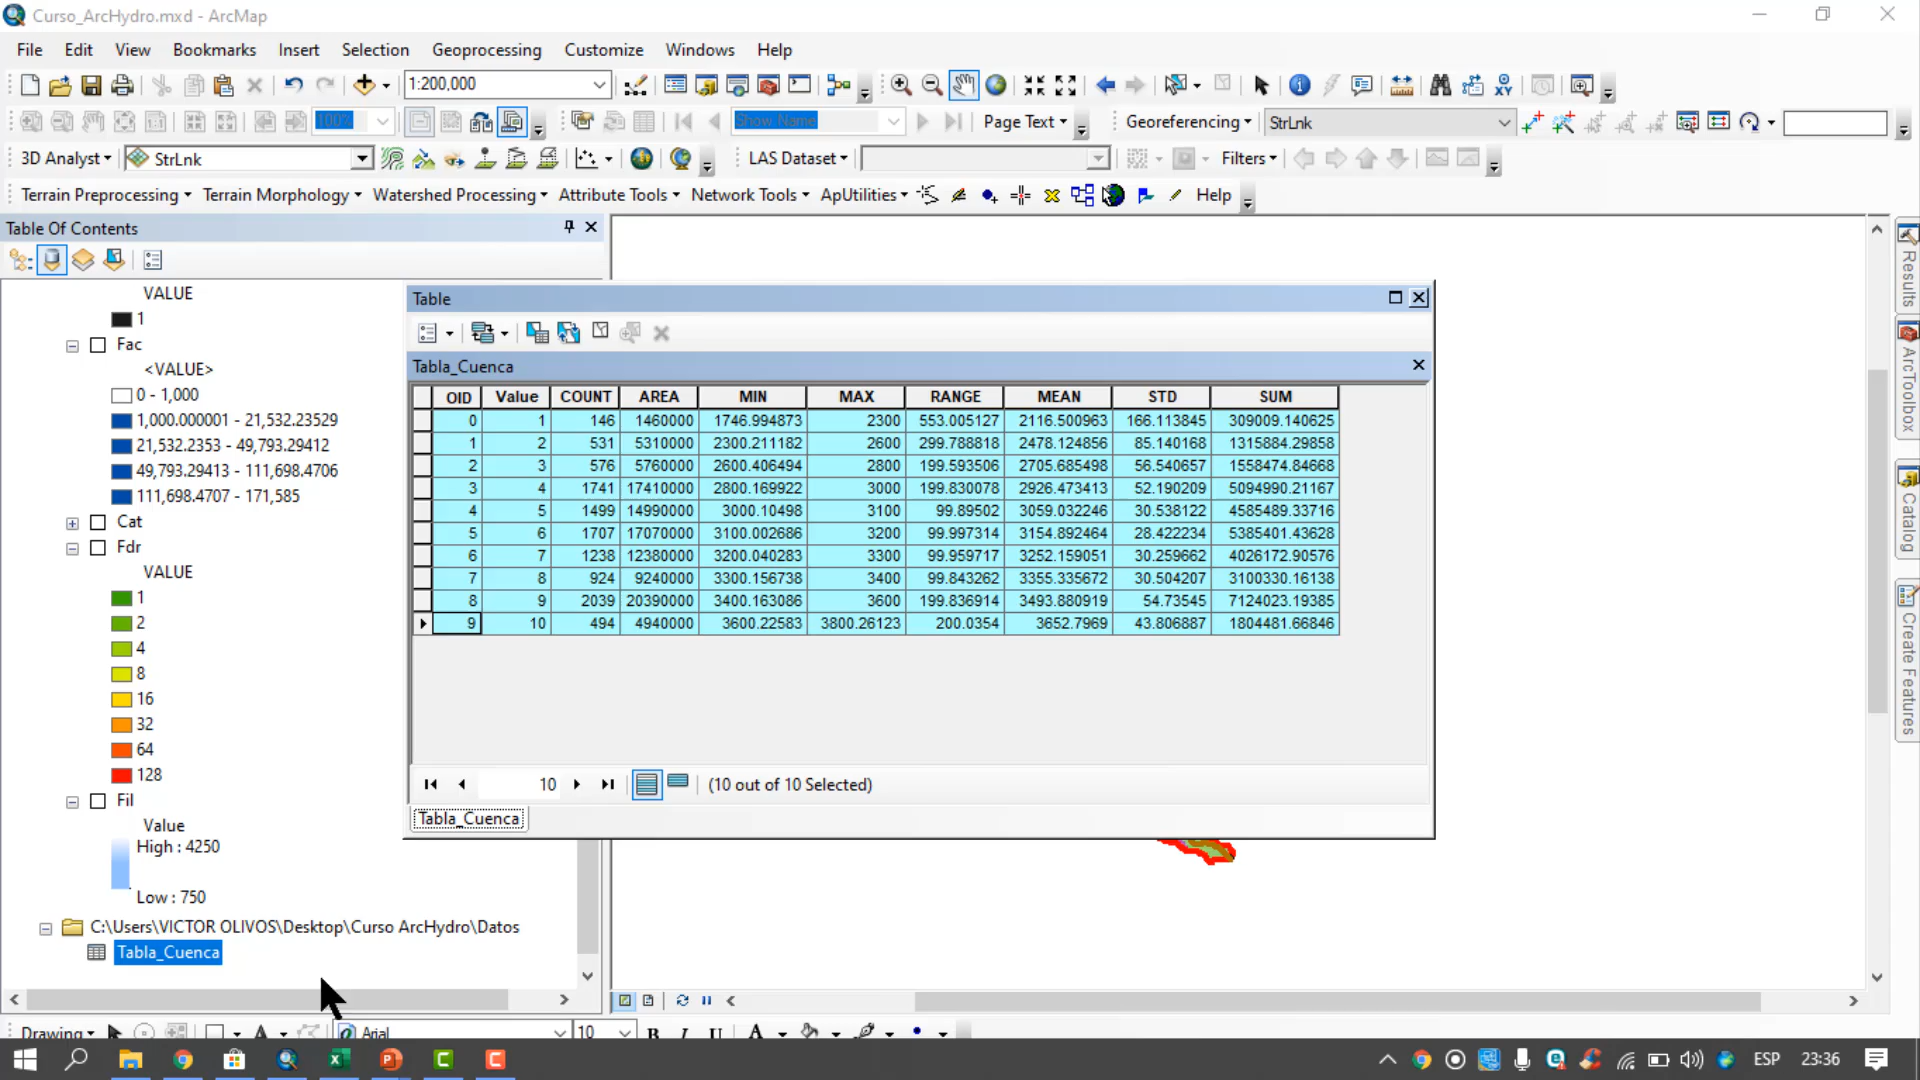 Curso_ArcHydro.mxd - ArcMap
File Edit View Bookmarks Insert Selection Geoprocessing Customize Windows Help
1:200,000
100% Show Name Page Text Georeferencing StrLnk
3D Analyst StrLnk LAS Dataset Filters
Terrain Preprocessing Terrain Morphology Watershed Processing Attribute Tools Network Tools ApUtilities Help
Table Of Contents
VALUE
1
Fac
<VALUE>
0 - 1,000
1,000.000001 - 21,532.23529
21,532.2353 - 49,793.29412
49,793.29413 - 111,698.4706
111,698.4707 - 171,585
Cat
Fdr
VALUE
1
2
4
8
16
32
64
128
Fil
Value
High : 4250
Low : 750
C:\Users\VICTOR OLIVOS\Desktop\Curso ArcHydro\Datos
Tabla_Cuenca
Table
Tabla_Cuenca
OID Value COUNT AREA MIN MAX RANGE MEAN STD SUM
0 1 146 1460000 1746.994873 2300 553.005127 2116.500963 166.113845 309009.140625
1 2 531 5310000 2300.211182 2600 299.788818 2478.124856 85.140168 1315884.29858
2 3 576 5760000 2600.406494 2800 199.593506 2705.685498 56.540657 1558474.84668
3 4 1741 17410000 2800.169922 3000 199.830078 2926.473413 52.190209 5094990.21167
4 5 1499 14990000 3000.10498 3100 99.89502 3059.032246 30.538122 4585489.33716
5 6 1707 17070000 3100.002686 3200 99.997314 3154.892464 28.422234 5385401.43628
6 7 1238 12380000 3200.040283 3300 99.959717 3252.159051 30.259662 4026172.90576
7 8 924 9240000 3300.156738 3400 99.843262 3355.335672 30.504207 3100330.16138
8 9 2039 20390000 3400.163086 3600 199.836914 3493.880919 54.73545 7124023.19385
9 10 494 4940000 3600.22583 3800.26123 200.0354 3652.7969 43.806887 1804481.66846
10 (10 out of 10 Selected)
Tabla_Cuenca
Results
ArcToolbox
Catalog
Create Features
Drawing A Arial 10 B I U A
ESP 23:36